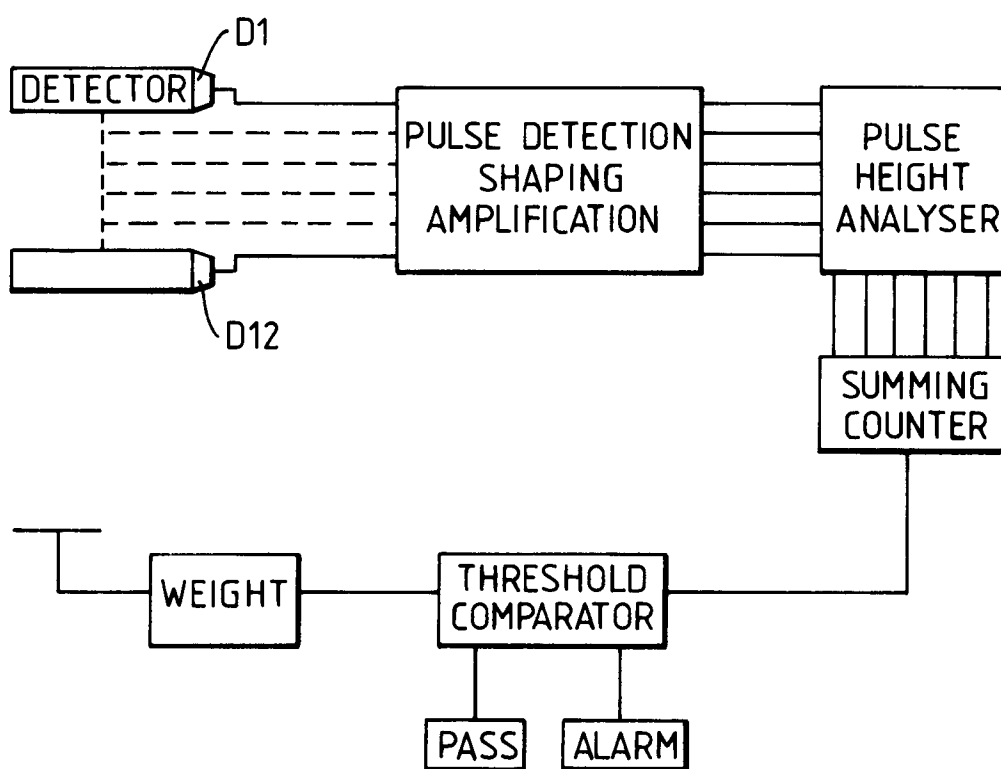 D1
DETECTOR
PULSE DETECTION
SHAPING
AMPLIFICATION
PULSE
HEIGHT
ANALYSER
D12
SUMMING
COUNTER
WEIGHT
THRESHOLD
COMPARATOR
PASS
ALARM